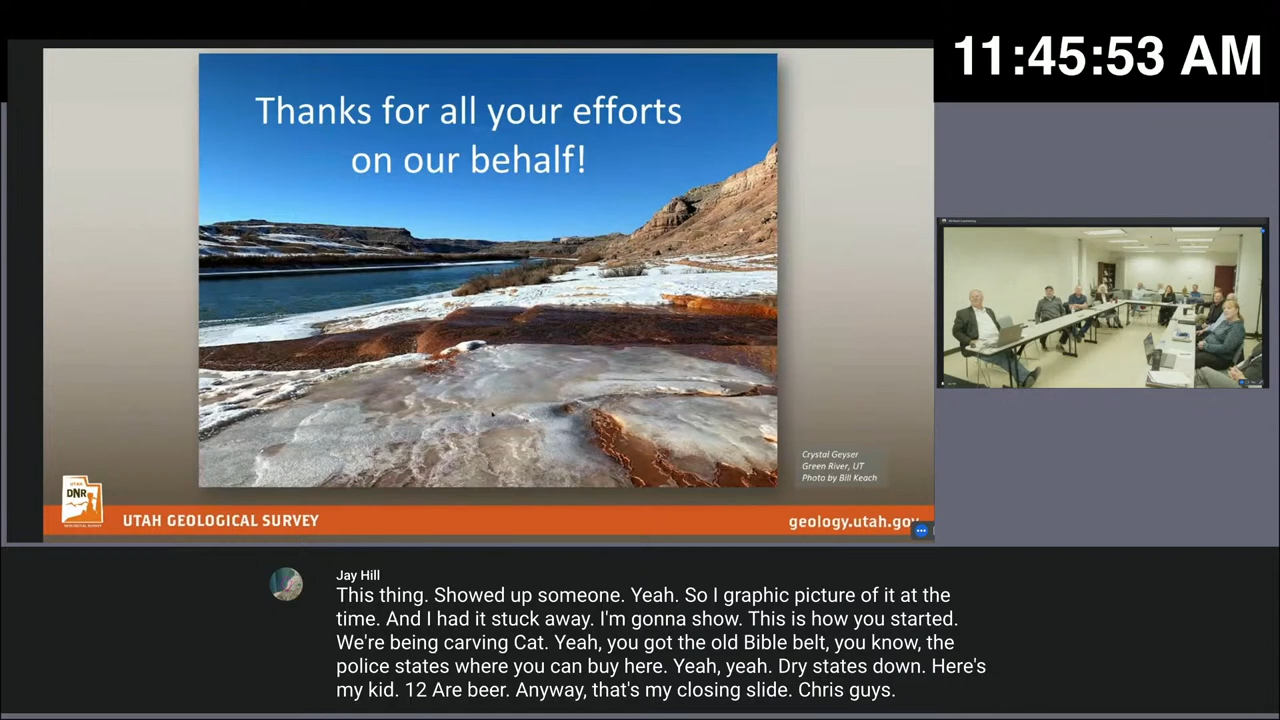 11:45:53 AM
Thanks for all your efforts
on our behalf!
Crystal Geyser
Green River, UT
Photo by Bill Keach
UTAH
DNR
UTAH GEOLOGICAL SURVEY
geology.utah.gov
Jay Hill
This thing. Showed up someone. Yeah. So I graphic picture of it at the
time. And I had it stuck away. I'm gonna show. This is how you started.
We're being carving Cat. Yeah, you got the old Bible belt, you know, the
police states where you can buy here. Yeah, yeah. Dry states down. Here's
my kid. 12 Are beer. Anyway, that's my closing slide. Chris guys.